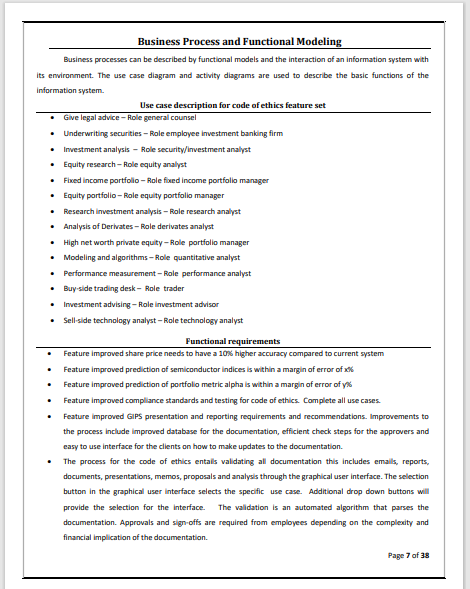 Business Process and Functional Modeling
Business processes can be described by functional models and the interaction of an information system with
its environment. The use case diagram and activity diagrams are used to describe the basic functions of the
information system.
Use case description for code of ethics feature set
• Give legal advice – Role general counsel
• Underwriting securities – Role employee investment banking firm
• Investment analysis – Role security/investment analyst
• Equity research – Role equity analyst
• Fixed income portfolio – Role fixed income portfolio manager
• Equity portfolio – Role equity portfolio manager
• Research investment analysis – Role research analyst
• Analysis of Derivates – Role derivates analyst
• High net worth private equity – Role portfolio manager
• Modeling and algorithms – Role quantitative analyst
• Performance measurement – Role performance analyst
• Buy-side trading desk – Role trader
• Investment advising – Role investment advisor
• Sell-side technology analyst – Role technology analyst
Functional requirements
• Feature improved share price needs to have a 10% higher accuracy compared to current system
• Feature improved prediction of semiconductor indices is within a margin of error of x%
• Feature improved prediction of portfolio metric alpha is within a margin of error of y%
• Feature improved compliance standards and testing for code of ethics. Complete all use cases.
• Feature improved GIPS presentation and reporting requirements and recommendations. Improvements to
the process include improved database for the documentation, efficient check steps for the approvers and
easy to use interface for the clients on how to make updates to the documentation.
• The process for the code of ethics entails validating all documentation this includes emails, reports,
documents, presentations, memos, proposals and analysis through the graphical user interface. The selection
button in the graphical user interface selects the specific use case. Additional drop down buttons will
provide the selection for the interface. The validation is an automated algorithm that parses the
documentation. Approvals and sign-offs are required from employees depending on the complexity and
financial implication of the documentation.
Page 7 of 38